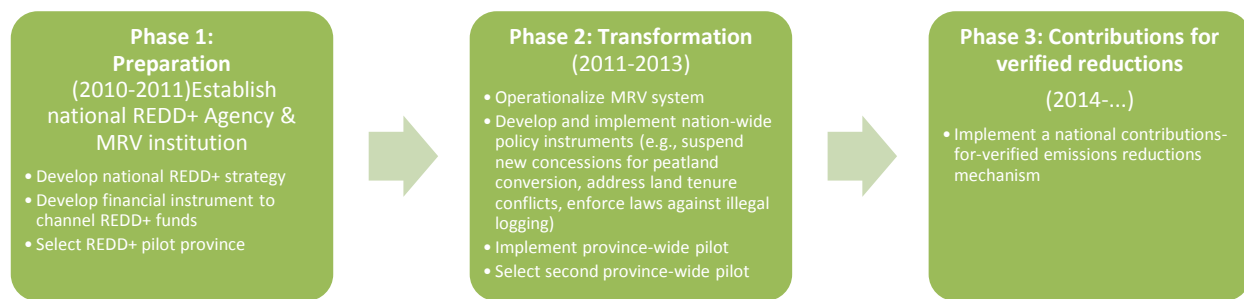 Phase 1:
Preparation
(2010-2011)Establish
national REDD+ Agency &
MRV institution
• Develop national REDD+ strategy
• Develop financial instrument to
channel REDD+ funds
• Select REDD+ pilot province
Phase 2: Transformation
(2011-2013)
• Operationalize MRV system
• Develop and implement nation-wide
policy instruments (e.g., suspend
new concessions for peatland
conversion, address land tenure
conflicts, enforce laws against illegal
logging)
• Implement province-wide pilot
• Select second province-wide pilot
Phase 3: Contributions for
verified reductions
(2014-...)
• Implement a national contributions-
for-verified emissions reductions
mechanism